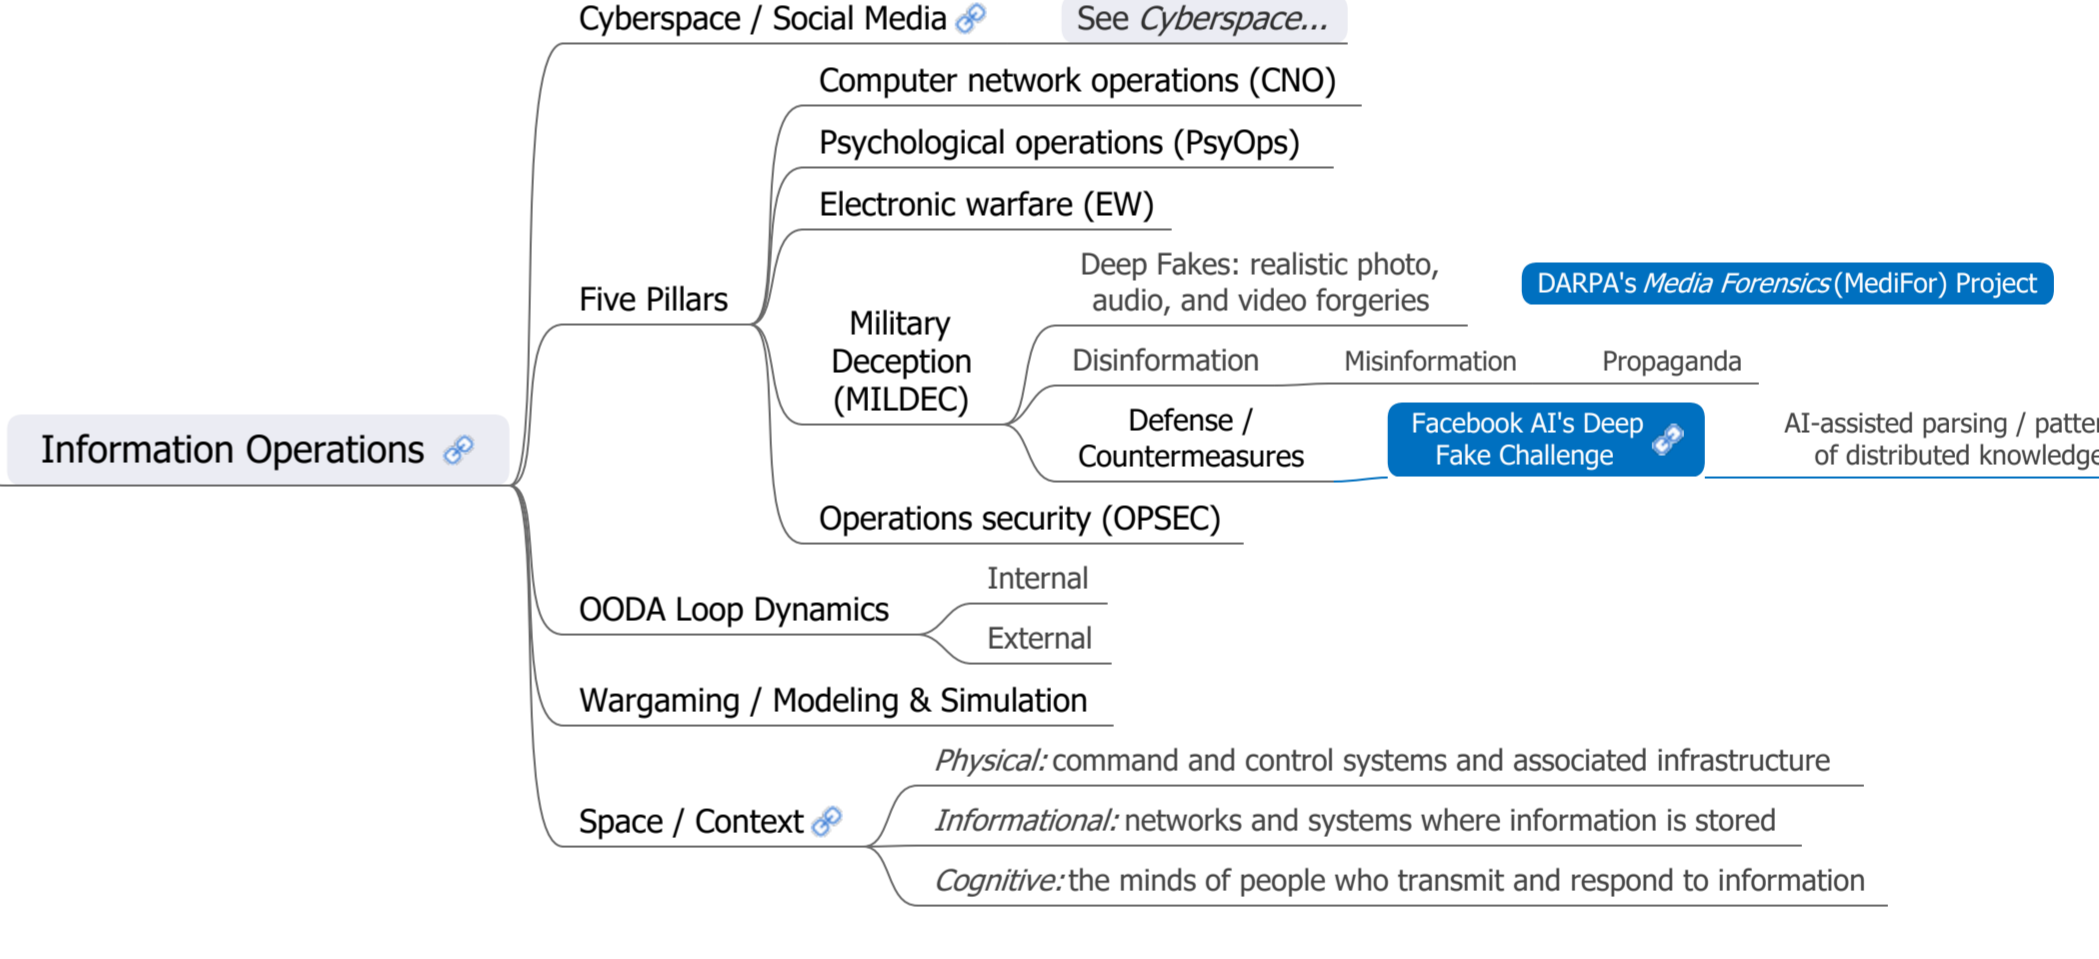 Cyberspace / Social Media
See Cyberspace...
Computer network operations (CNO)
Psychological operations (PsyOps)
Electronic warfare (EW)
Five Pillars
Deep Fakes: realistic photo,
audio, and video forgeries
DARPA's Media Forensics (MediFor) Project
Military
Deception
(MILDEC)
Disinformation
Misinformation
Propaganda
Defense /
Countermeasures
Facebook AI's Deep
Fake Challenge
AI-assisted parsing /
of distributed knowledge
Information Operations
Operations security (OPSEC)
OODA Loop Dynamics
Internal
External
Wargaming / Modeling & Simulation
Space / Context
Physical: command and control systems and associated infrastructure
Informational: networks and systems where information is stored
Cognitive: the minds of people who transmit and respond to information